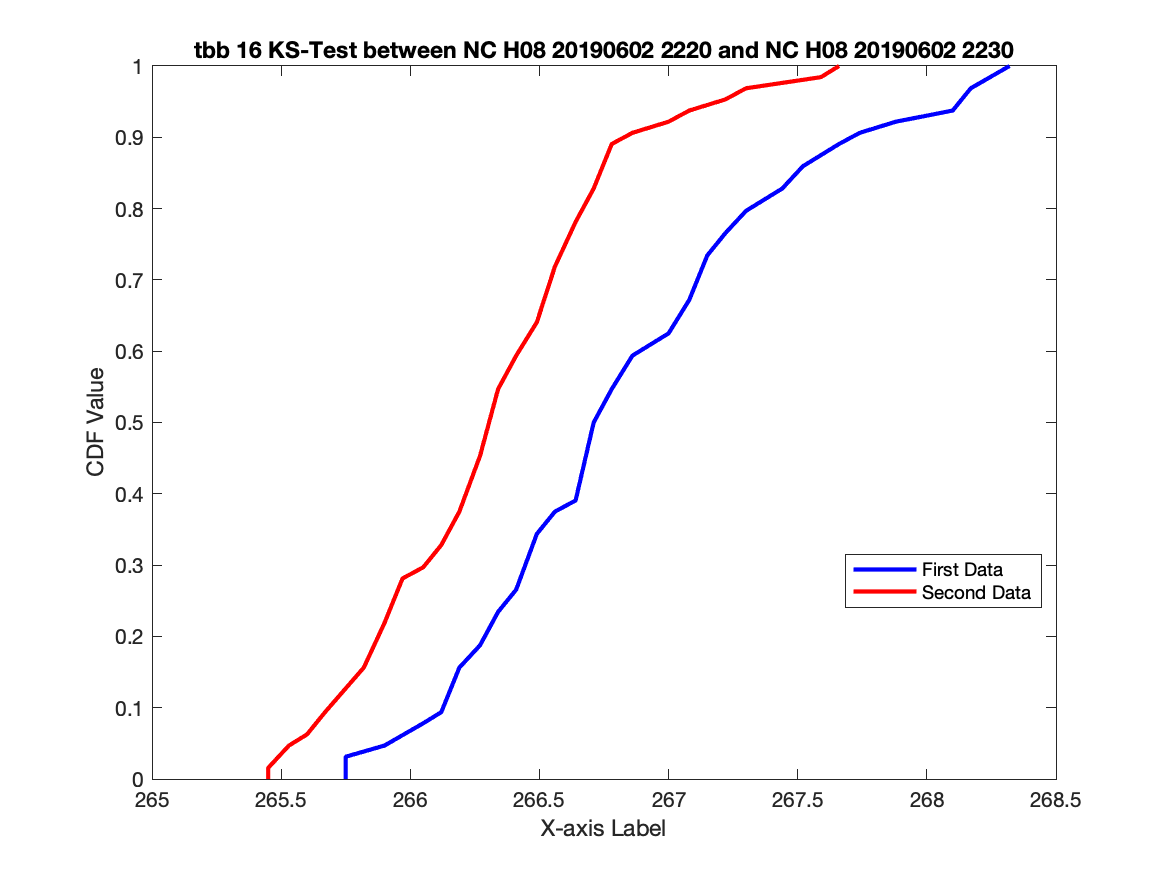 tbb 16 KS-Test between NC H08 20190602 2220 and NC H08 20190602 2230
1
0.9
0.8
0.7
0.6
0.5
0.4
0.3
0.2
0.1
0
CDF Value
First Data
Second Data
265 265.5 266 266.5 267 267.5 268 268.5
X-axis Label